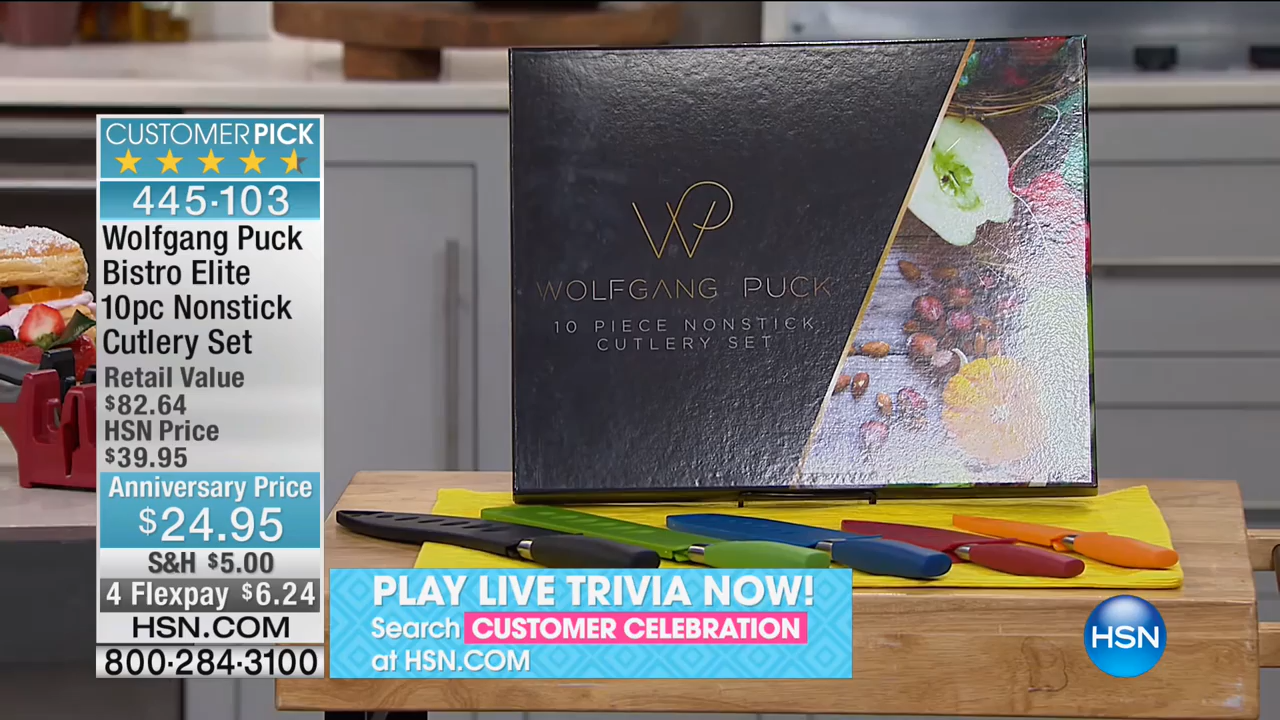 CUSTOMER PICK
445·103
Wolfgang Puck
Bistro Elite
10pc Nonstick
Cutlery Set
Retail Value
$82.64
HSN Price
$39.95
Anniversary Price
$24.95
S&H $5.00
4 Flexpay $6.24
HSN.COM
800·284·3100
WP
WOLFGANG PUCK
10 PIECE NONSTICK
CUTLERY SET
PLAY LIVE TRIVIA NOW!
Search CUSTOMER CELEBRATION
at HSN.COM
HSN